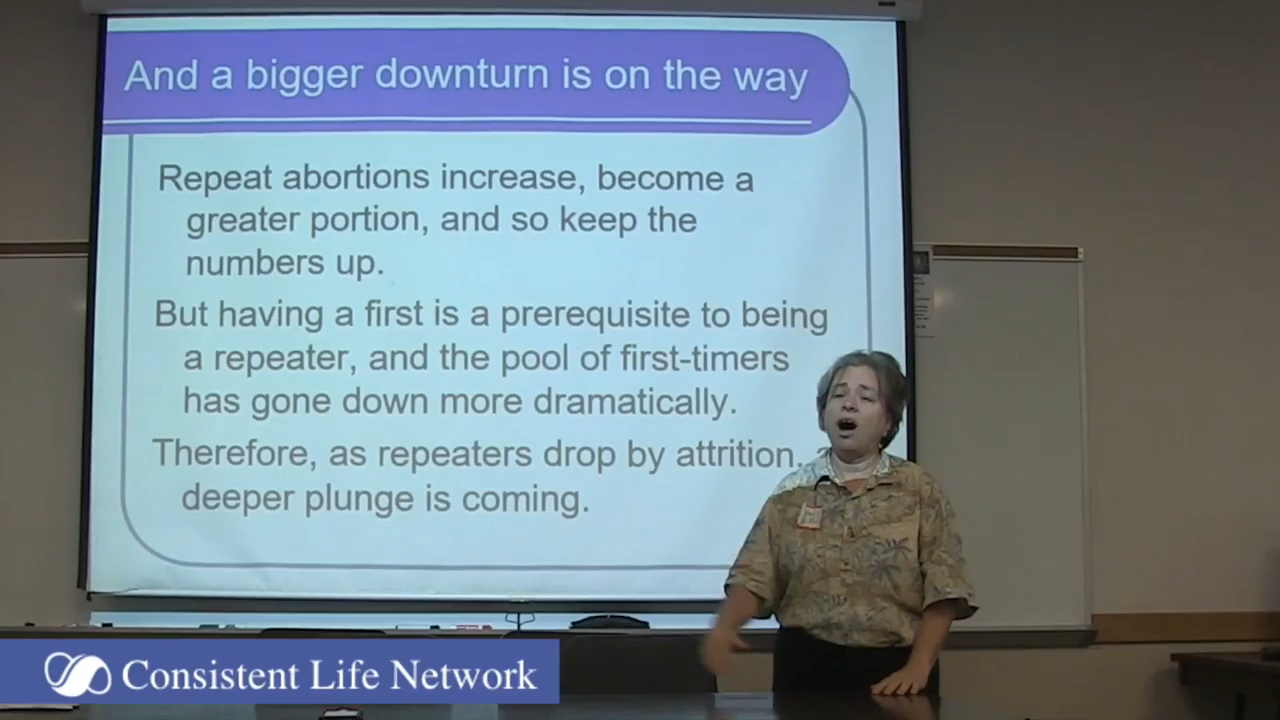 And a bigger downturn is on the way
Repeat abortions increase, become a
greater portion, and so keep the
numbers up.
But having a first is a prerequisite to being
a repeater, and the pool of first-timers
has gone down more dramatically.
Therefore, as repeaters drop by attrition,
deeper plunge is coming.
Consistent Life Network